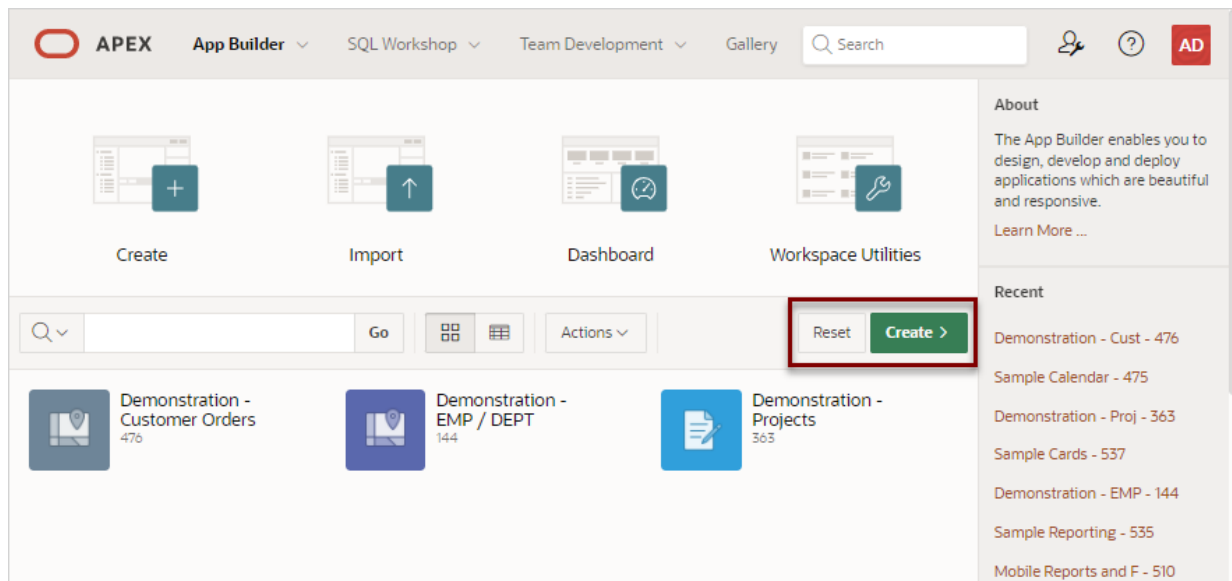 APEX App Builder SQL Workshop Team Development Gallery Search AD
Create Import Dashboard Workspace Utilities
Go Actions Reset Create
Demonstration -
Customer Orders
476
Demonstration -
EMP / DEPT
144
Demonstration -
Projects
363
About
The App Builder enables you to
design, develop and deploy
applications which are beautiful
and responsive.
Learn More ...
Recent
Demonstration - Cust - 476
Sample Calendar - 475
Demonstration - Proj - 363
Sample Cards - 537
Demonstration - EMP - 144
Sample Reporting - 535
Mobile Reports and F - 510